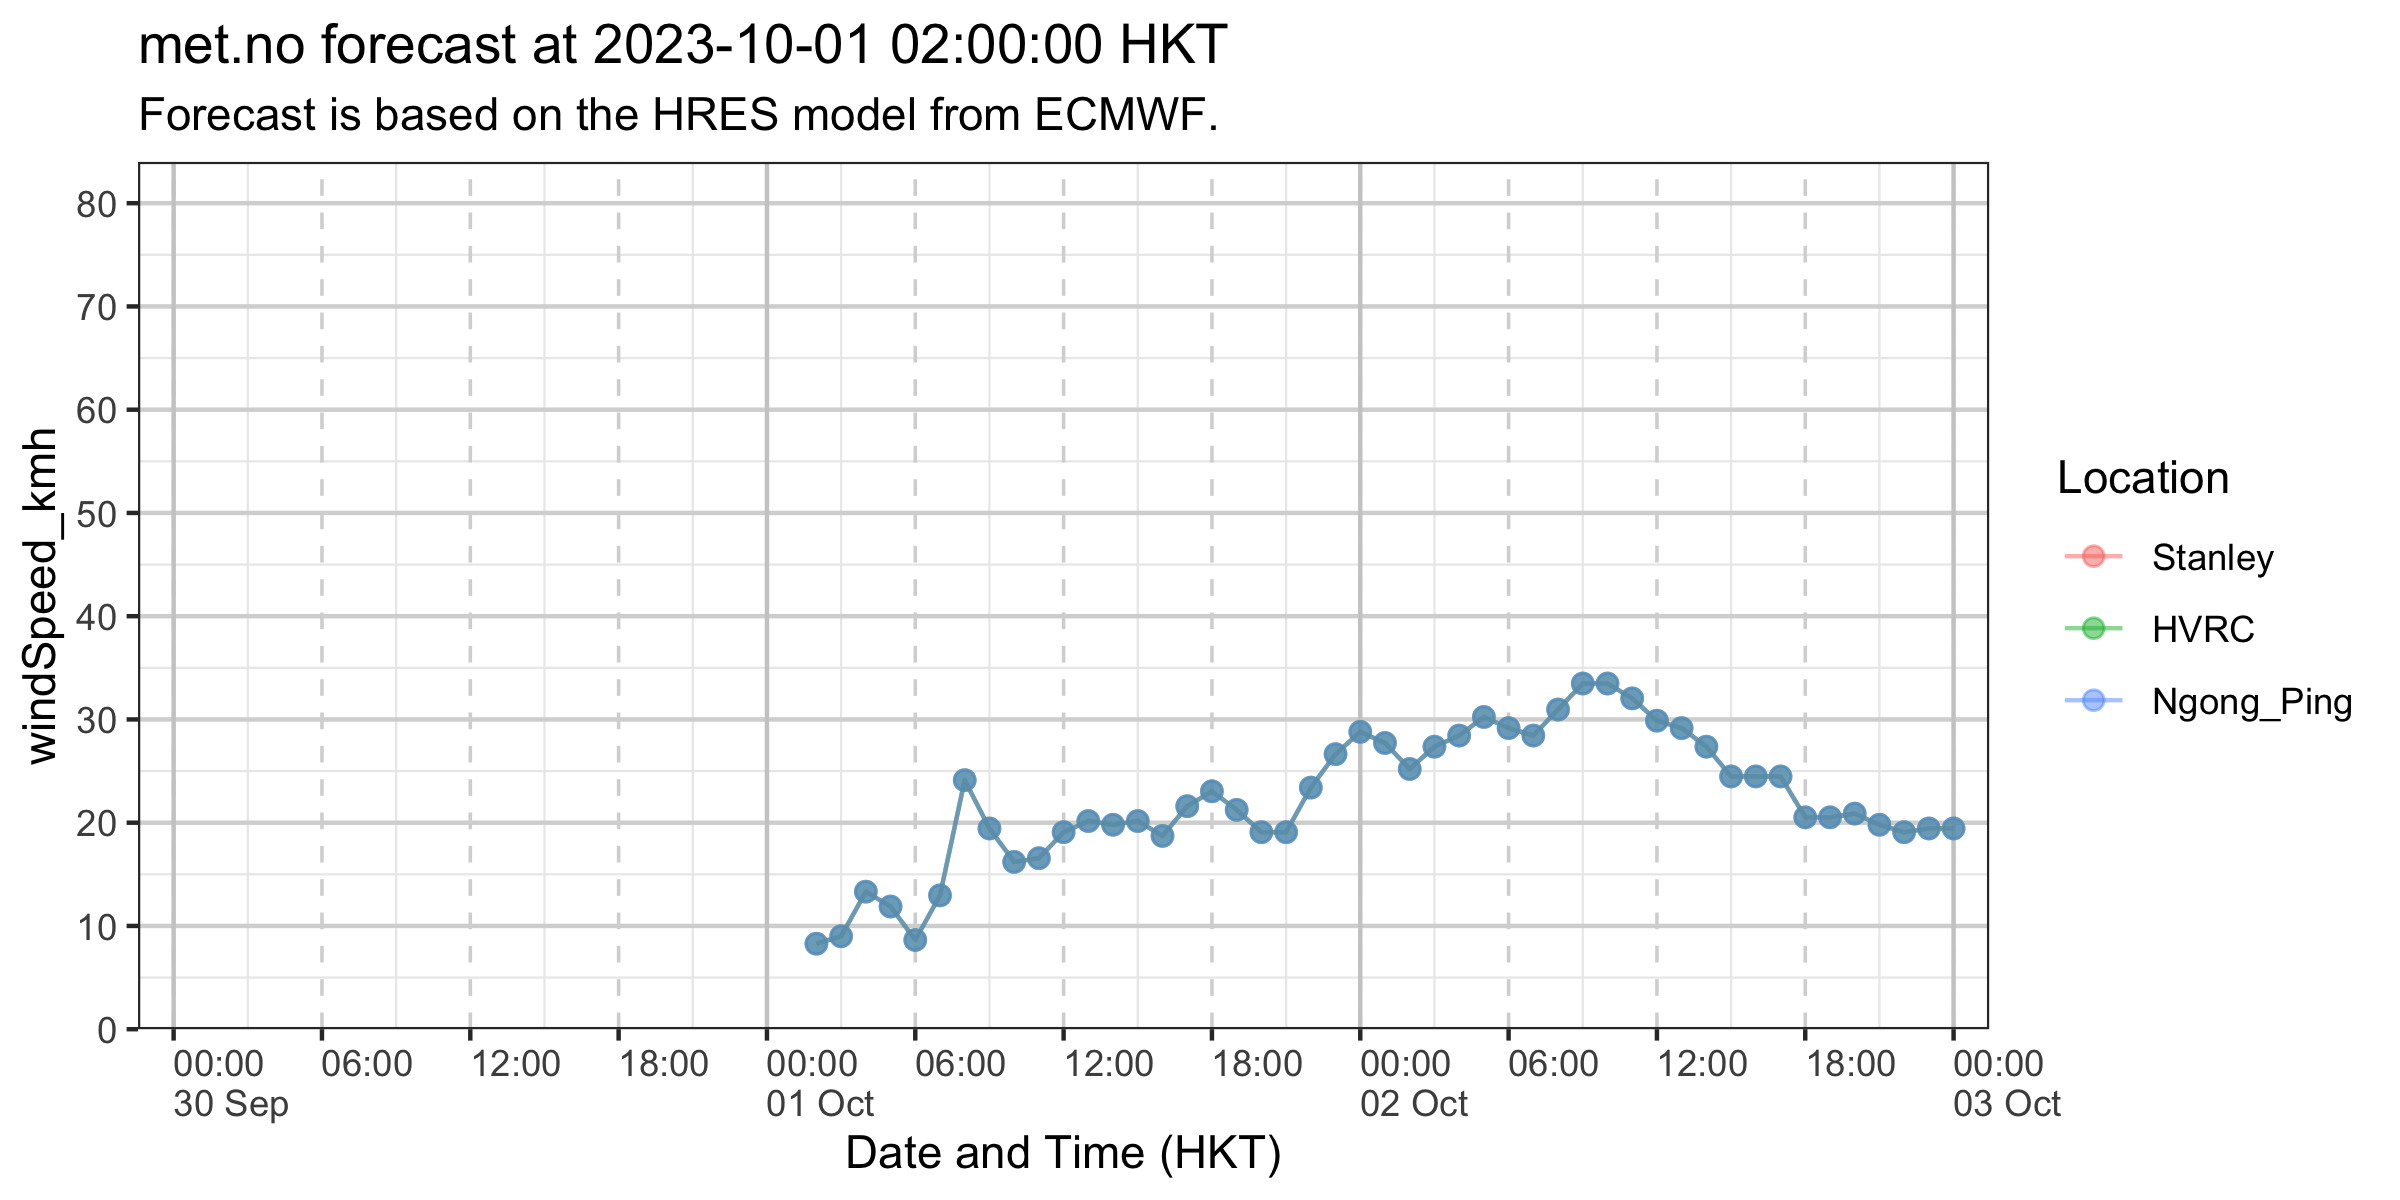 met.no forecast at 2023-10-01 02:00:00 HKT
Forecast is based on the HRES model from ECMWF.
windSpeed_kmh
80
70
60
50
40
30
20
10
0
00:00 06:00 12:00 18:00 00:00 06:00 12:00 18:00 00:00 06:00 12:00 18:00 00:00
30 Sep 01 Oct 02 Oct 03 Oct
Date and Time (HKT)
Location
Stanley
HVRC
Ngong_Ping